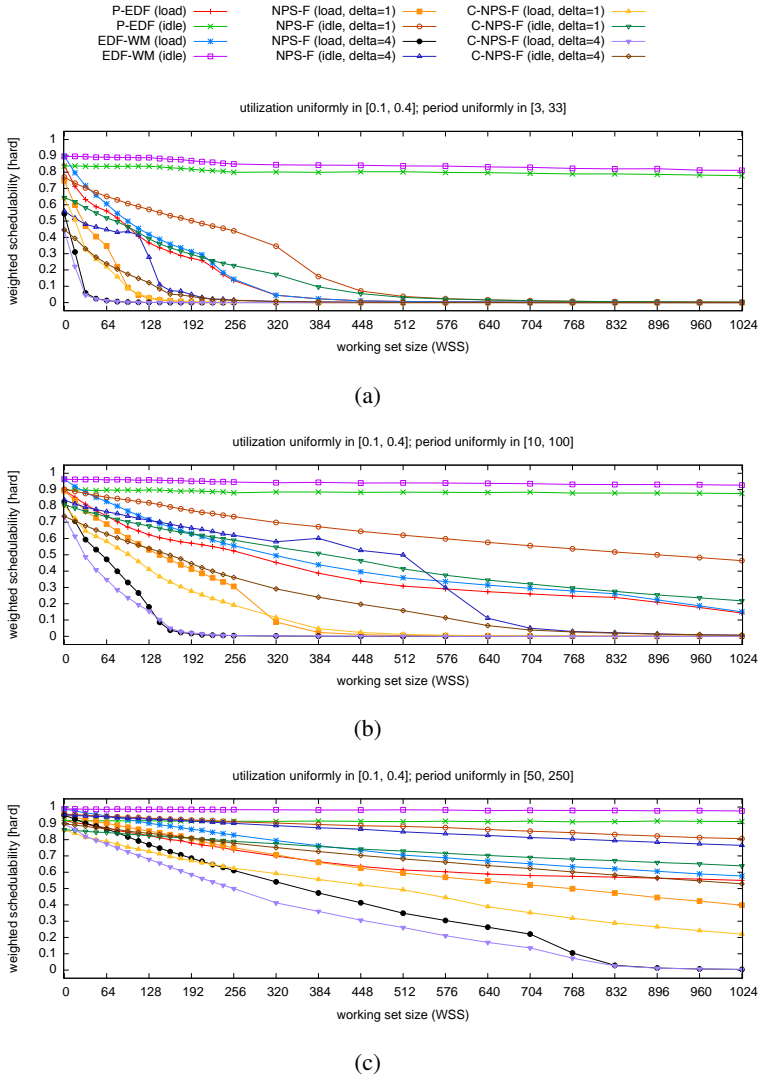 P-EDF (load)
P-EDF (idle)
EDF-WM (load)
EDF-WM (idle)
NPS-F (load, delta=1)
NPS-F (idle, delta=1)
NPS-F (load, delta=4)
NPS-F (idle, delta=4)
C-NPS-F (load, delta=1)
C-NPS-F (idle, delta=1)
C-NPS-F (load, delta=4)
C-NPS-F (idle, delta=4)
utilization uniformly in [0.1, 0.4]; period uniformly in [3, 33]
weighted schedulability [hard]
1
0.9
0.8
0.7
0.6
0.5
0.4
0.3
0.2
0.1
0
0 64 128 192 256 320 384 448 512 576 640 704 768 832 896 960 1024
working set size (WSS)
(a)
utilization uniformly in [0.1, 0.4]; period uniformly in [10, 100]
weighted schedulability [hard]
1
0.9
0.8
0.7
0.6
0.5
0.4
0.3
0.2
0.1
0
0 64 128 192 256 320 384 448 512 576 640 704 768 832 896 960 1024
working set size (WSS)
(b)
utilization uniformly in [0.1, 0.4]; period uniformly in [50, 250]
weighted schedulability [hard]
1
0.9
0.8
0.7
0.6
0.5
0.4
0.3
0.2
0.1
0
0 64 128 192 256 320 384 448 512 576 640 704 768 832 896 960 1024
working set size (WSS)
(c)